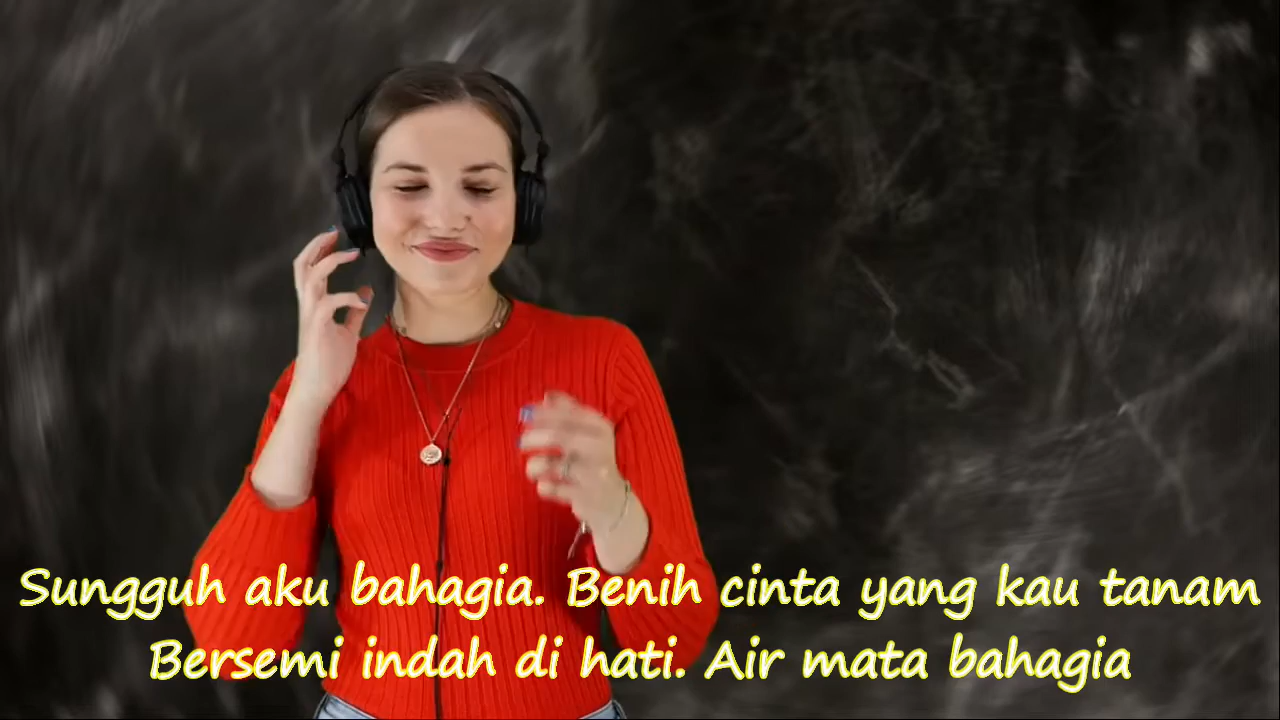 Sungguh aku bahagia. Benih cinta yang kau tanam
Bersemi indah di hati. Air mata bahagia